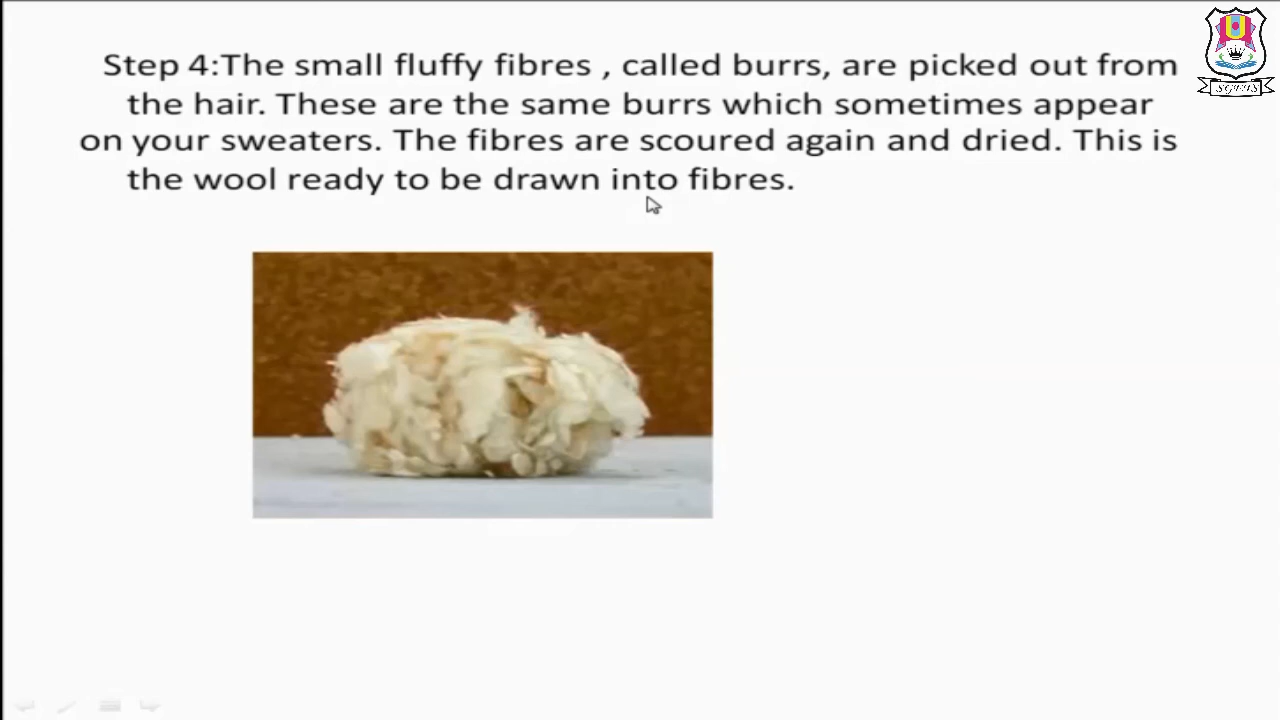 Step 4:The small fluffy fibres , called burrs, are picked out from
the hair. These are the same burrs which sometimes appear
on your sweaters. The fibres are scoured again and dried. This is
the wool ready to be drawn into fibres.